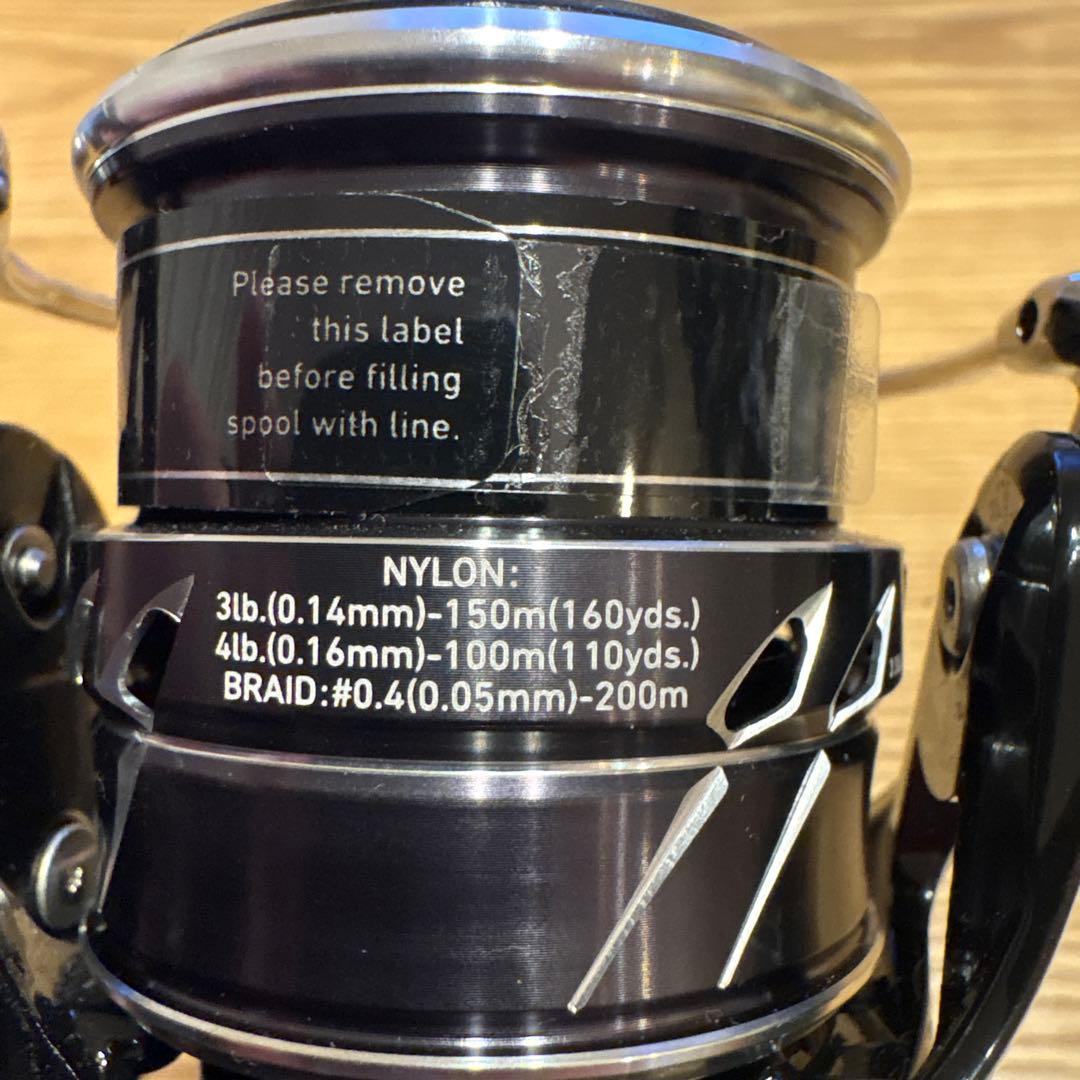 Please remove
this label
before filling
spool with line.
NYLON:
3lb.(0.14mm)-150m(160yds.)
4lb.(0.16mm)-100m(110yds.)
BRAID:#0.4(0.05mm)-200m